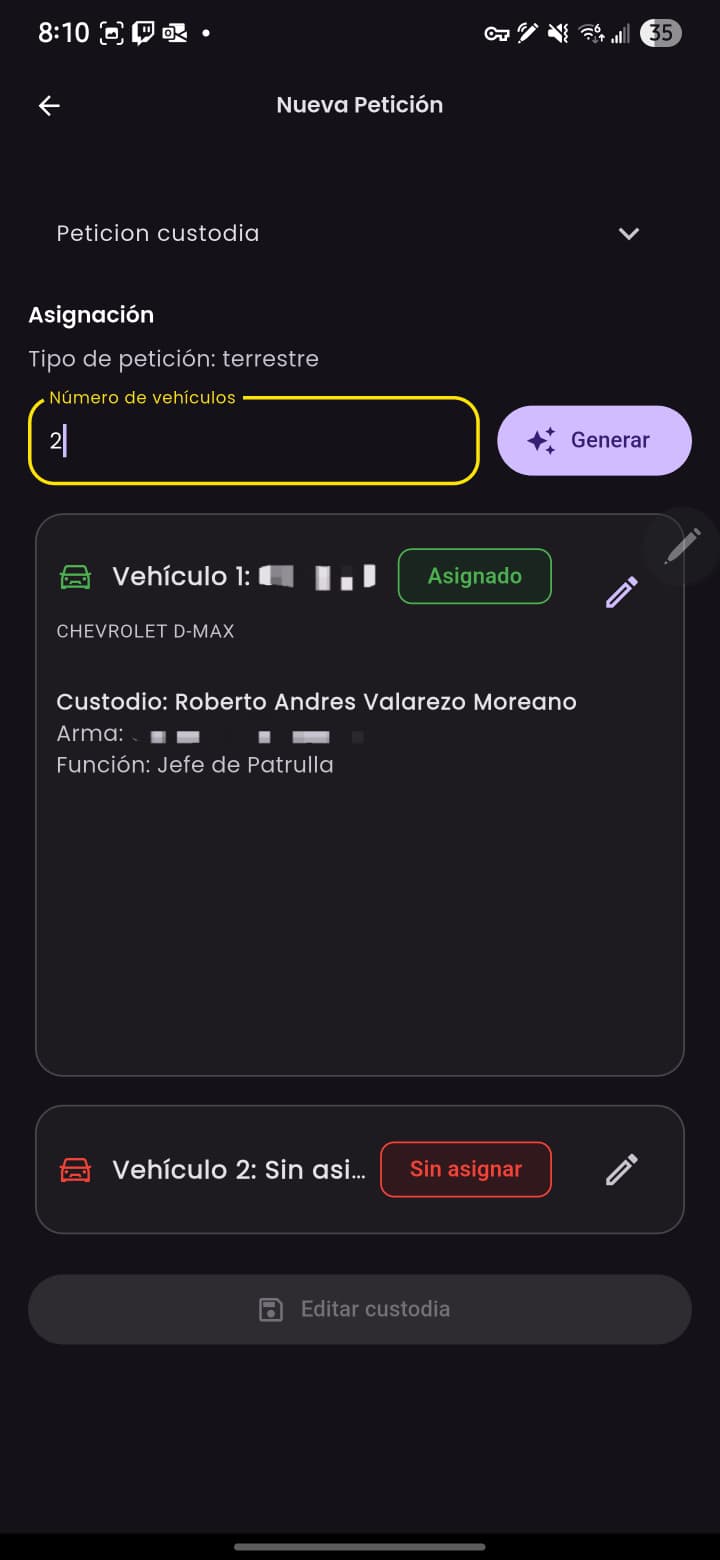 8:10
35
Nueva Petición
Peticion custodia
Asignación
Tipo de petición: terrestre
Número de vehículos
2
Generar
Vehículo 1:
Asignado
CHEVROLET D-MAX
Custodio: Roberto Andres Valarezo Moreano
Arma:
Función: Jefe de Patrulla
Vehículo 2: Sin asi...
Sin asignar
Editar custodia